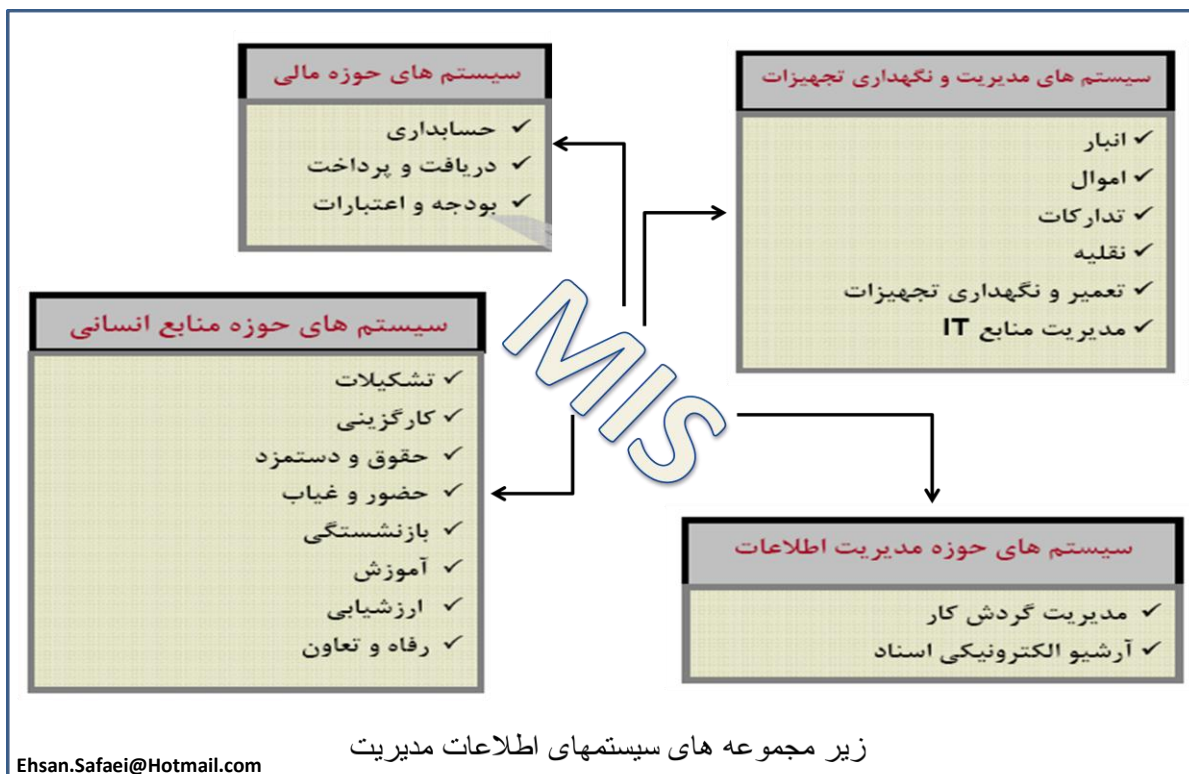 سیستم های حوزه مالی
✓ حسابداری
✓ دریافت و پرداخت
✓ بودجه و اعتبارات
سیستم های مدیریت و نگهداری تجهیزات
✓ انبار
✓ اموال
✓ تدارکات
✓ نقلیه
✓ تعمیر و نگهداری تجهیزات
✓ مدیریت منابع IT
MIS
سیستم های حوزه منابع انسانی
✓ تشکیلات
✓ کارگزینی
✓ حقوق و دستمزد
✓ حضور و غیاب
✓ بازنشستگی
✓ آموزش
✓ ارزشیابی
✓ رفاه و تعاون
سیستم های حوزه مدیریت اطلاعات
✓ مدیریت گردش کار
✓ آرشیو الکترونیکی اسناد
زیر مجموعه های سیستمهای اطلاعات مدیریت
Ehsan.Safaei@Hotmail.com